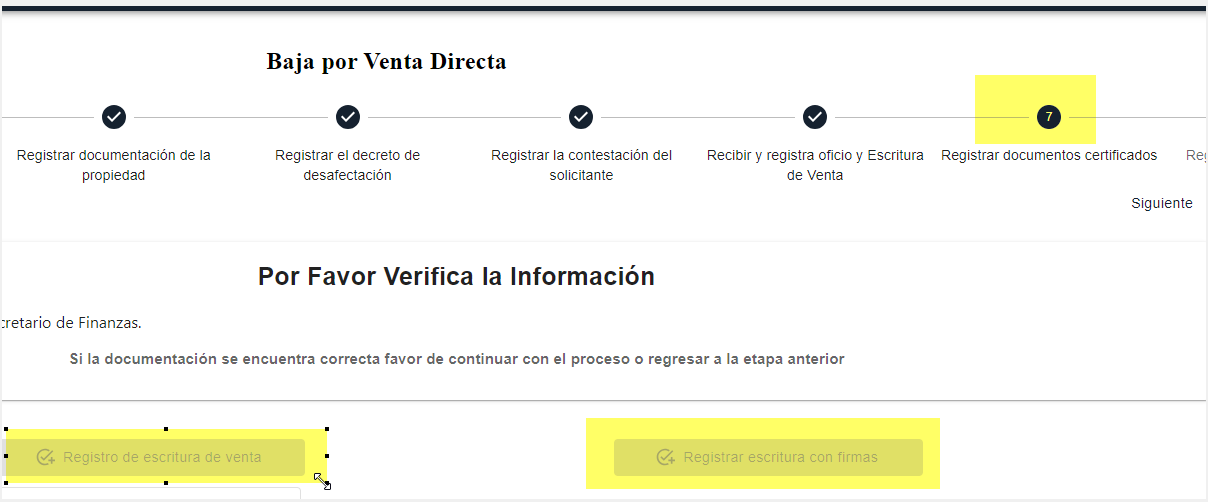 Baja por Venta Directa
7
Registrar documentación de la
propiedad
Registrar el decreto de
desafectación
Registrar la contestación del
solicitante
Recibir y registra oficio y Escritura
de Venta
Registrar documentos certificados
Siguiente
Por Favor Verifica la Información
cretario de Finanzas.
Si la documentación se encuentra correcta favor de continuar con el proceso o regresar a la etapa anterior
Registro de escritura de venta
Registrar escritura con firmas